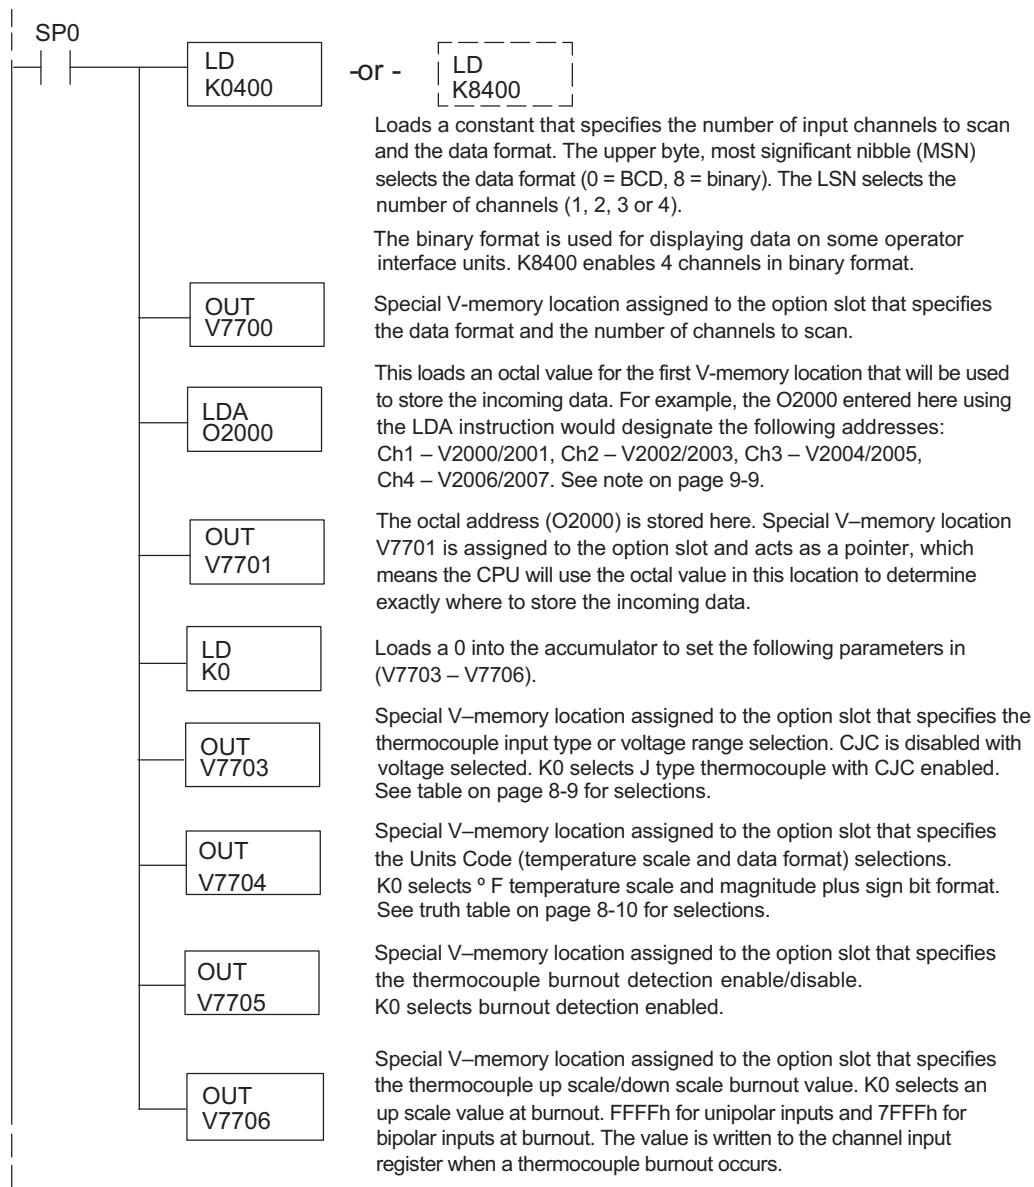 SP0
LD
K0400
-or -
LD
K8400
Loads a constant that specifies the number of input channels to scan
and the data format. The upper byte, most significant nibble (MSN)
selects the data format (0 = BCD, 8 = binary). The LSN selects the
number of channels (1, 2, 3 or 4).
The binary format is used for displaying data on some operator
interface units. K8400 enables 4 channels in binary format.
OUT
V7700
Special V-memory location assigned to the option slot that specifies
the data format and the number of channels to scan.
LDA
O2000
This loads an octal value for the first V-memory location that will be used
to store the incoming data. For example, the O2000 entered here using
the LDA instruction would designate the following addresses:
Ch1 – V2000/2001, Ch2 – V2002/2003, Ch3 – V2004/2005,
Ch4 – V2006/2007. See note on page 9-9.
OUT
V7701
The octal address (O2000) is stored here. Special V–memory location
V7701 is assigned to the option slot and acts as a pointer, which
means the CPU will use the octal value in this location to determine
exactly where to store the incoming data.
LD
K0
Loads a 0 into the accumulator to set the following parameters in
(V7703 – V7706).
OUT
V7703
Special V–memory location assigned to the option slot that specifies the
thermocouple input type or voltage range selection. CJC is disabled with
voltage selected. K0 selects J type thermocouple with CJC enabled.
See table on page 8-9 for selections.
OUT
V7704
Special V–memory location assigned to the option slot that specifies
the Units Code (temperature scale and data format) selections.
K0 selects º F temperature scale and magnitude plus sign bit format.
See truth table on page 8-10 for selections.
OUT
V7705
Special V–memory location assigned to the option slot that specifies
the thermocouple burnout detection enable/disable.
K0 selects burnout detection enabled.
OUT
V7706
Special V–memory location assigned to the option slot that specifies
the thermocouple up scale/down scale burnout value. K0 selects an
up scale value at burnout. FFFFh for unipolar inputs and 7FFFh for
bipolar inputs at burnout. The value is written to the channel input
register when a thermocouple burnout occurs.